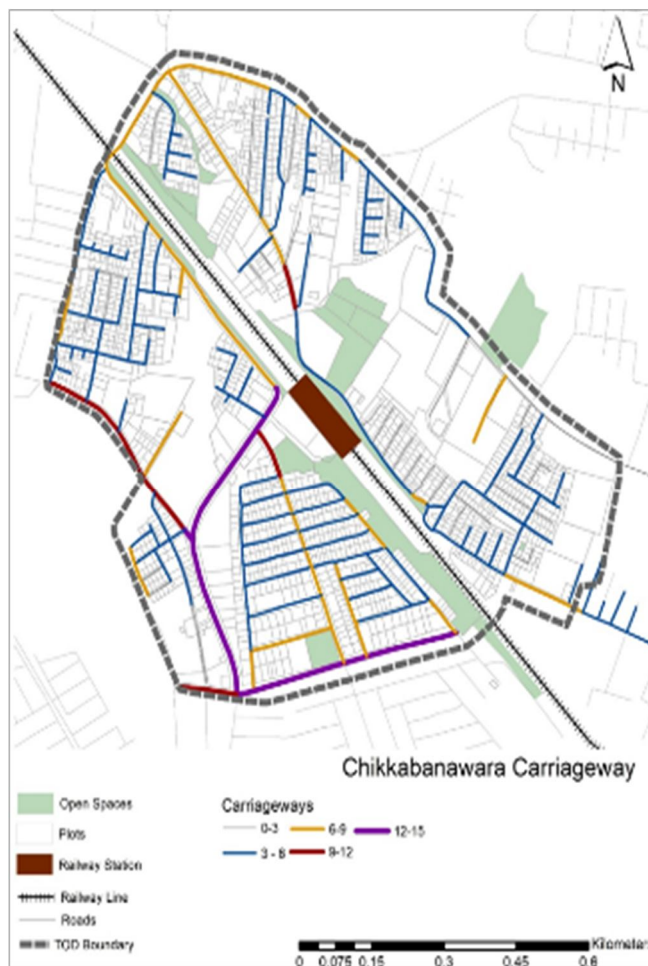 N
Chikkabanawara Carriageway
Open Spaces
Plots
Railway Station
Railway Line
Roads
TOD Boundary
Carriageways
0-3 6-9 12-15
3 - 6 9-12
Kilometers
0 0.075 0.15 0.3 0.45 0.6